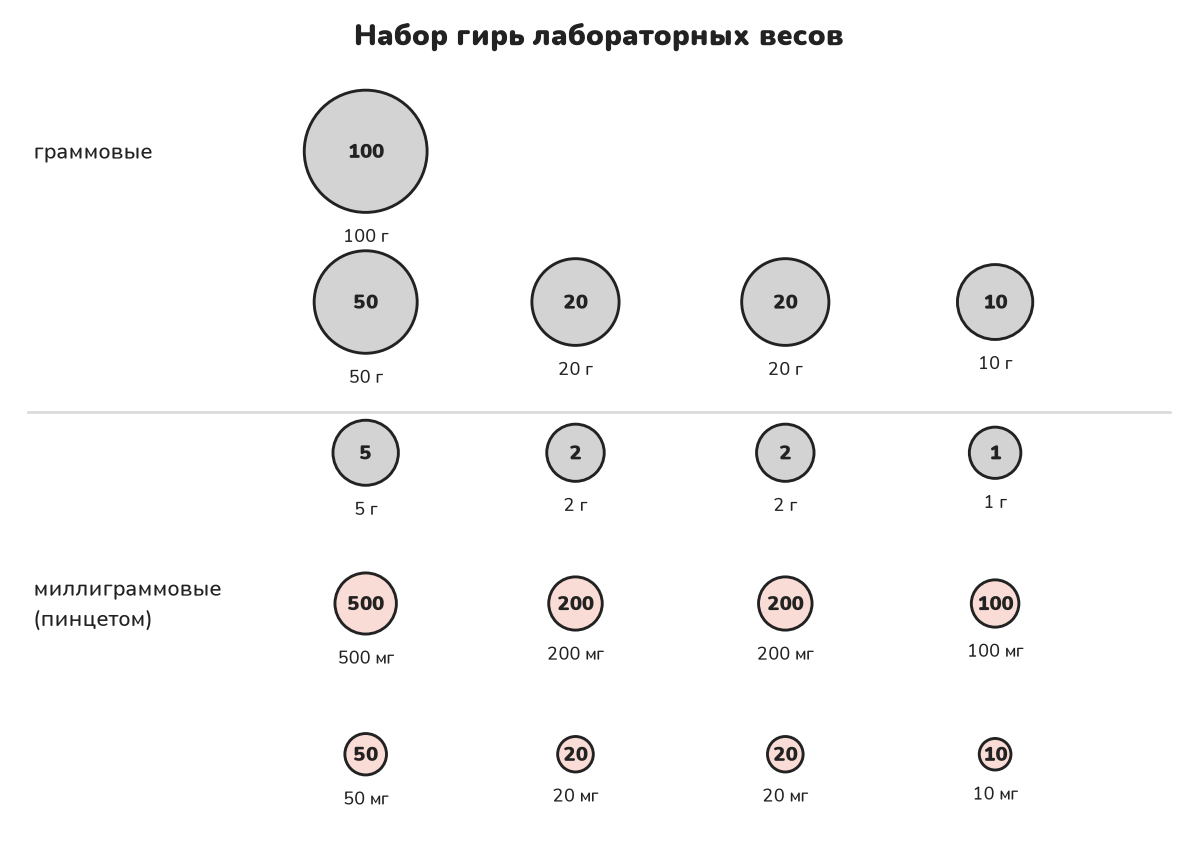 Набор гирь лабораторных весов
граммовые
100
100 г
50
20
20
10
50 г
20 г
20 г
10 г
5
2
2
1
5 г
2 г
2 г
1 г
миллиграммовые
(пинцетом)
500
200
200
100
500 мг
200 мг
200 мг
100 мг
50
20
20
10
50 мг
20 мг
20 мг
10 мг